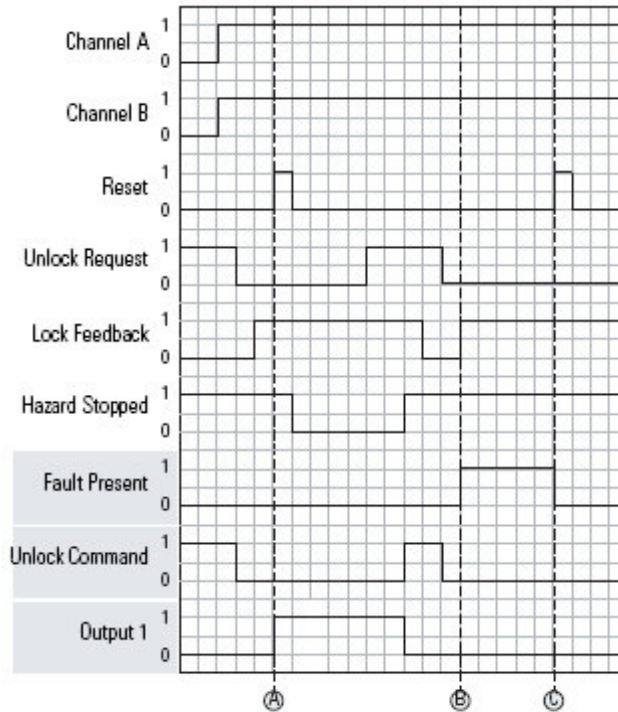 Channel A 1
0
Channel B 1
0
Reset 1
0
Unlock Request 1
0
Lock Feedback 1
0
Hazard Stopped 1
0
Fault Present 1
0
Unlock Command 1
0
Output 1 1
0
A B C